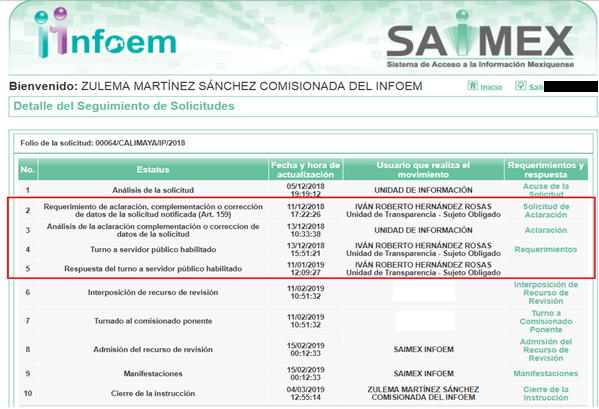 infoem
SAIMEX
Sistema de Acceso a la Información Mexiquense
Bienvenido: ZULEMA MARTÍNEZ SÁNCHEZ COMISIONADA DEL INFOEM
Inicio
Sali
Detalle del Seguimiento de Solicitudes
Folio de la solicitud: 00064/CALIMAYA/IP/2018
No. Estatus Fecha y hora de actualización Usuario que realiza el movimiento Requerimientos y respuesta
1 Análisis de la solicitud 05/12/2018 19:19:12 UNIDAD DE INFORMACIÓN Acuse de la Solicitud
2 Requerimiento de aclaración, complementación o corrección de datos de la solicitud notificada (Art. 159) 11/12/2018 17:22:26 IVÁN ROBERTO HERNÁNDEZ ROSAS Unidad de Transparencia - Sujeto Obligado Solicitud de Aclaración
3 Análisis de la aclaración complementación o correccion de datos de la solicitud 13/12/2018 10:33:38 UNIDAD DE INFORMACIÓN Aclaración
4 Turno a servidor público habilitado 13/12/2018 15:51:21 IVÁN ROBERTO HERNÁNDEZ ROSAS Unidad de Transparencia - Sujeto Obligado Requerimientos
5 Respuesta del turno a servidor público habilitado 11/01/2019 12:09:27 IVÁN ROBERTO HERNÁNDEZ ROSAS Unidad de Transparencia - Sujeto Obligado
6 Interposición de recurso de revisión 11/02/2019 10:51:32 Interposición de Recurso de Revisión
7 Turnado al comisionado ponente 11/02/2019 10:51:32 Turno a Comisionado Ponente
8 Admisión del recurso de revisión 15/02/2019 00:12:33 SAIMEX INFOEM Admisión del Recurso de Revisión
9 Manifestaciones 15/02/2019 00:12:33 SAIMEX INFOEM Manifestaciones
10 Cierre de la instrucción 04/03/2019 12:55:14 ZULEMA MARTÍNEZ SÁNCHEZ COMISIONADA DEL INFOEM Cierre de la Instrucción